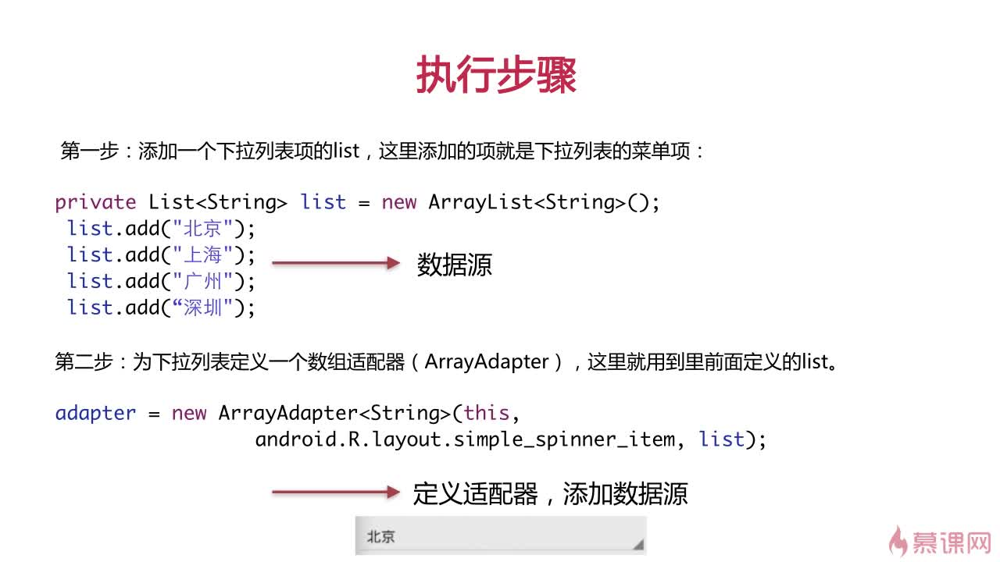 执行步骤
第一步：添加一个下拉列表项的list，这里添加的项就是下拉列表的菜单项：
private List<String> list = new ArrayList<String>();
list.add("北京");
list.add("上海");
数据源
list.add("广州");
list.add(“深圳");
第二步：为下拉列表定义一个数组适配器（ArrayAdapter），这里就用到里前面定义的list。
adapter = new ArrayAdapter<String>(this,
android.R.layout.simple_spinner_item, list);
定义适配器，添加数据源
北京
慕课网